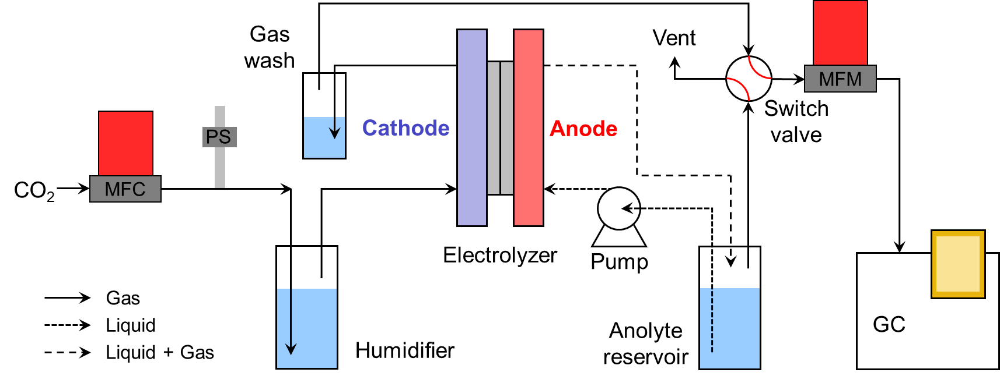 Gas
wash
Vent
MFM
Switch
valve
PS
Cathode
Anode
CO₂
MFC
Electrolyzer
Pump
Gas
Liquid
Liquid + Gas
Humidifier
Anolyte
reservoir
GC